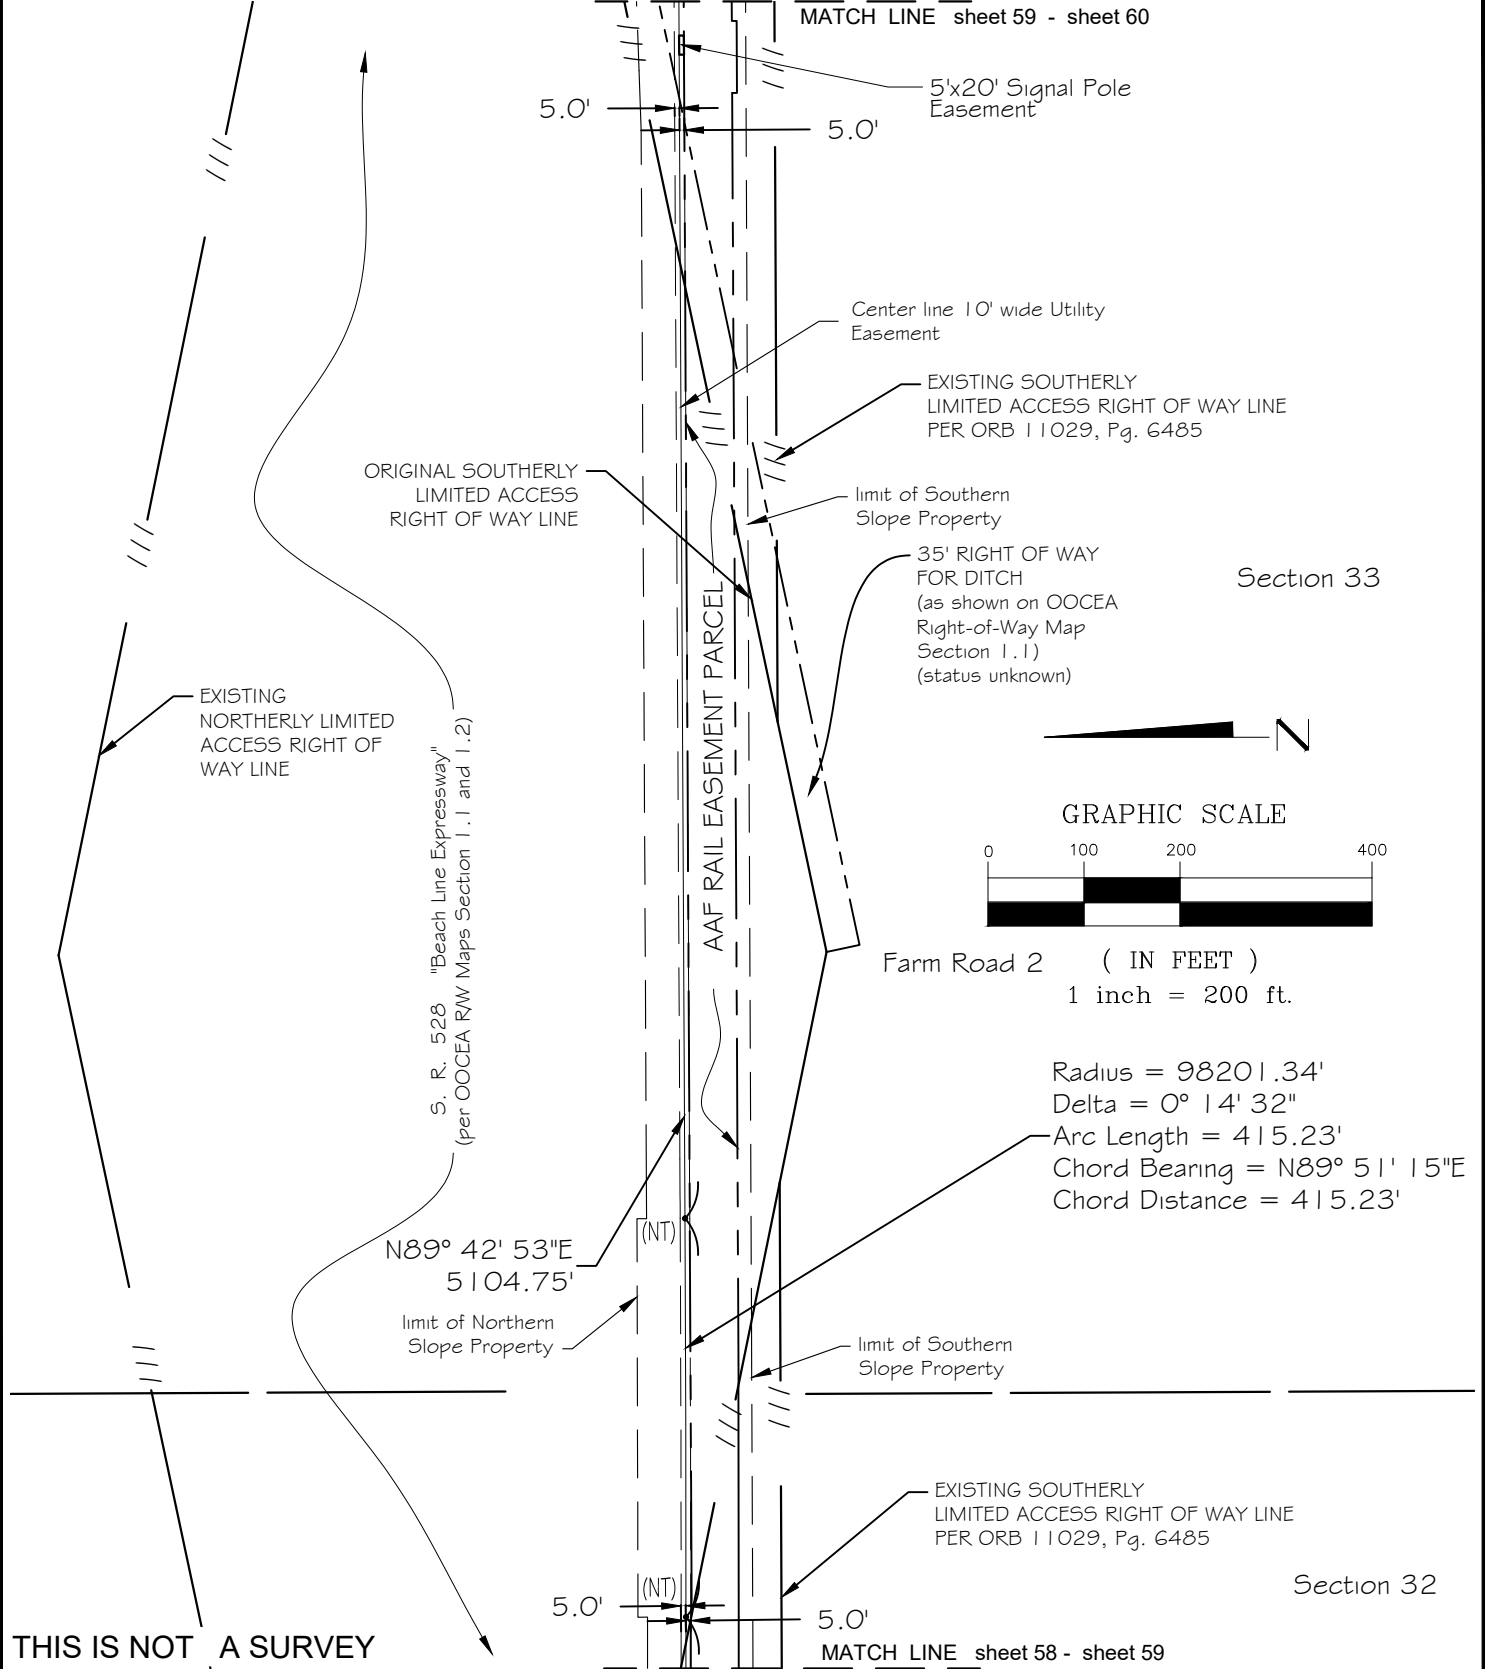 MATCH LINE sheet 59 - sheet 60
5'x20' Signal Pole
Easement
5.0'
5.0'
Center line 10' wide Utility
Easement
EXISTING SOUTHERLY
LIMITED ACCESS RIGHT OF WAY LINE
PER ORB 11029, Pg. 6485
ORIGINAL SOUTHERLY
LIMITED ACCESS
RIGHT OF WAY LINE
limit of Southern
Slope Property
35' RIGHT OF WAY
FOR DITCH
(as shown on OOCEA
Right-of-Way Map
Section 1.1)
(status unknown)
Section 33
EXISTING
NORTHERLY LIMITED
ACCESS RIGHT OF
WAY LINE
S. R. 528 "Beach Line Expressway"
(per OOCEA R/W Maps Section 1.1 and 1.2)
AAF RAIL EASEMENT PARCEL
N
GRAPHIC SCALE
0 100 200 400
( IN FEET )
1 inch = 200 ft.
Farm Road 2
Radius = 98201.34'
Delta = 0° 14' 32"
Arc Length = 415.23'
Chord Bearing = N89° 51' 15"E
Chord Distance = 415.23'
(NT)
N89° 42' 53"E
5104.75'
limit of Northern
Slope Property
limit of Southern
Slope Property
EXISTING SOUTHERLY
LIMITED ACCESS RIGHT OF WAY LINE
PER ORB 11029, Pg. 6485
Section 32
(NT)
5.0'
5.0'
THIS IS NOT A SURVEY
MATCH LINE sheet 58 - sheet 59